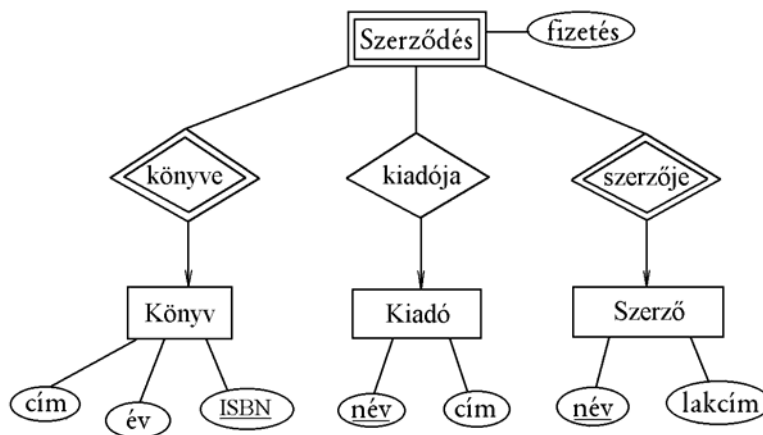 Szerződés
fizetés
könyve
kiadója
szerzője
Könyv
Kiadó
Szerző
cím
év
ISBN
név
cím
név
lakcím